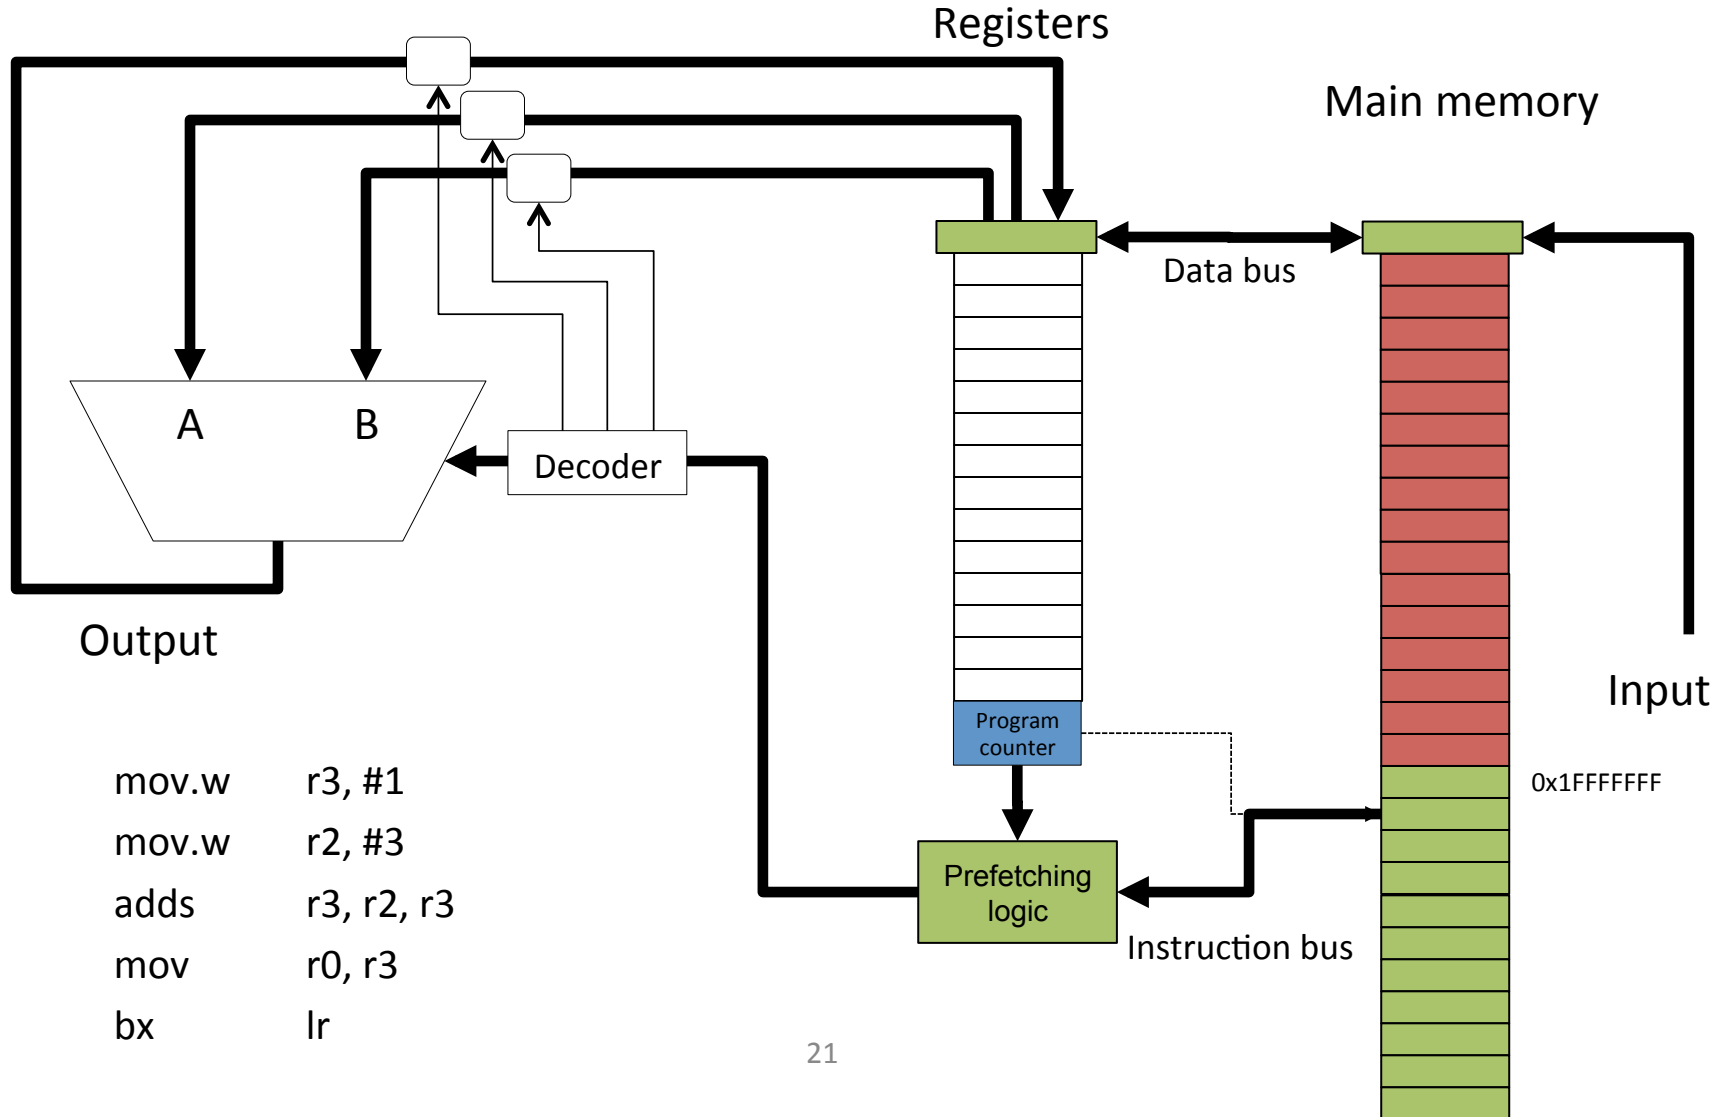 Registers
Main memory
Data bus
A
B
Decoder
Output
Input
Program
counter
0x1FFFFFFF
Prefetching
logic
Instruction bus
mov.w r3, #1
mov.w r2, #3
adds r3, r2, r3
mov r0, r3
bx lr
21